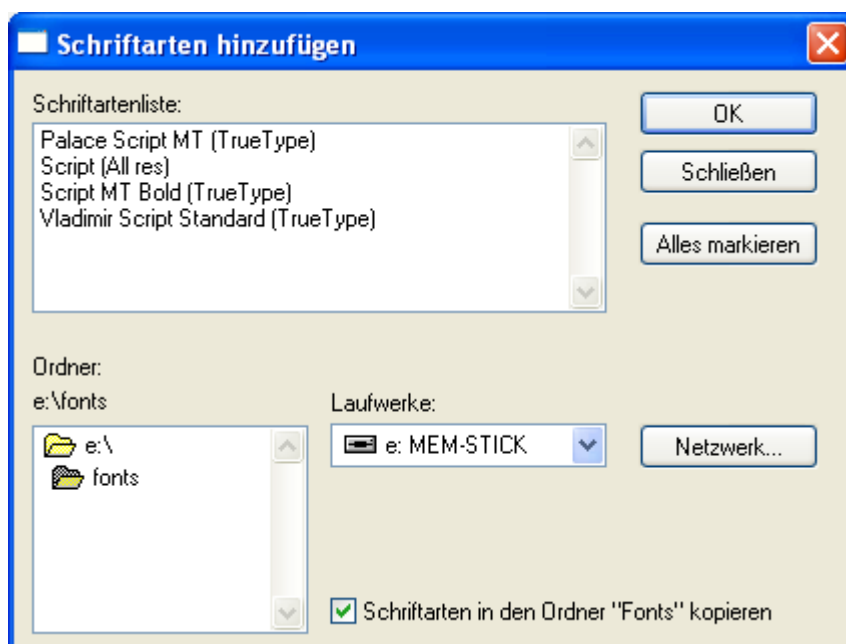 Schriftarten hinzufügen
Schriftartenliste:
Palace Script MT (TrueType)
Script (All res)
Script MT Bold (TrueType)
Vladimir Script Standard (TrueType)
OK
Schließen
Alles markieren
Ordner:
e:\fonts
e:\
fonts
Laufwerke:
e: MEM-STICK
Netzwerk...
Schriftarten in den Ordner "Fonts" kopieren